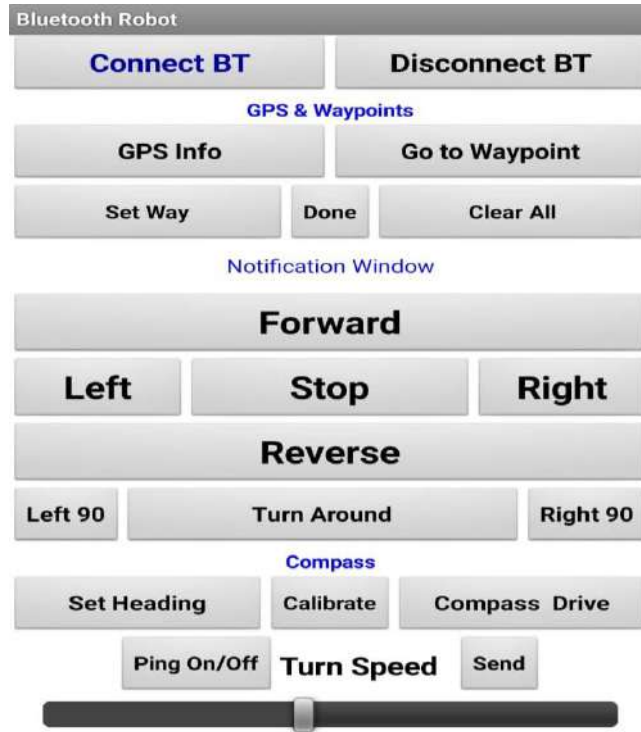 Bluetooth Robot
Connect BT Disconnect BT
GPS & Waypoints
GPS Info Go to Waypoint
Set Way Done Clear All
Notification Window
Forward
Left Stop Right
Reverse
Left 90 Turn Around Right 90
Compass
Set Heading Calibrate Compass Drive
Ping On/Off Turn Speed Send